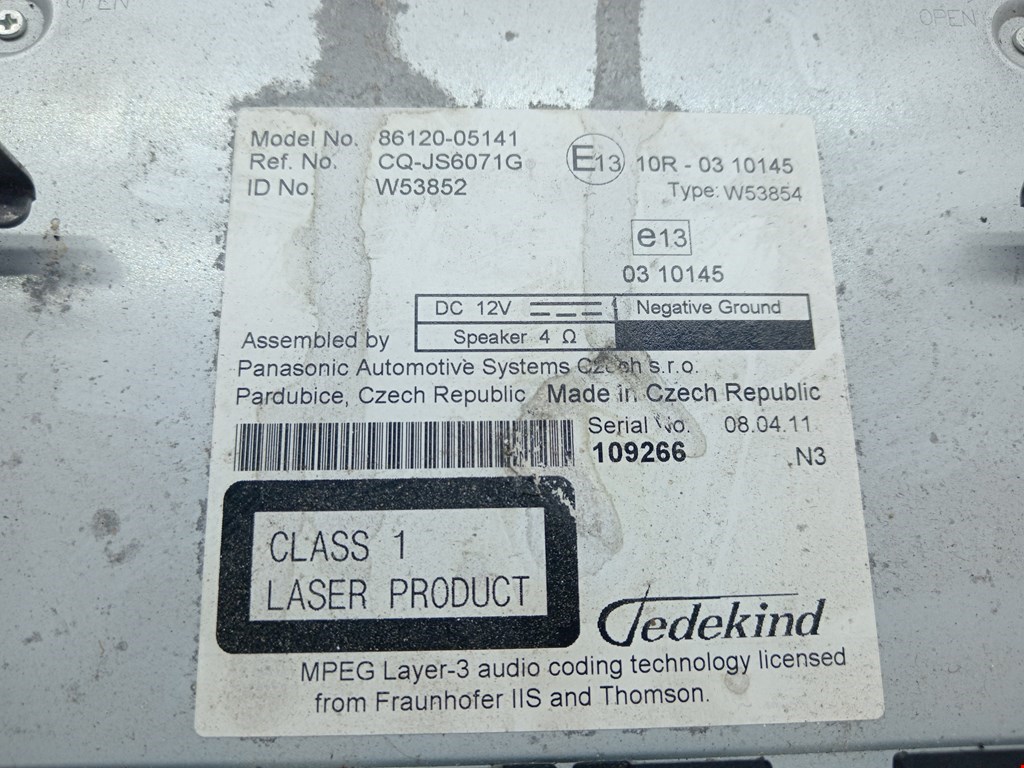 OPEN
Model No. 86120-05141
Ref. No. CQ-JS6071G
ID No. W53852
E13 10R - 03 10145
Type: W53854
e13
03 10145
DC 12V Negative Ground
Speaker 4 Ω
Assembled by
Panasonic Automotive Systems Czech s.r.o.
Pardubice, Czech Republic Made in Czech Republic
Serial No. 08.04.11
109266 .N3
CLASS 1
LASER PRODUCT
Jedekind
MPEG Layer-3 audio coding technology licensed
from Fraunhofer IIS and Thomson.